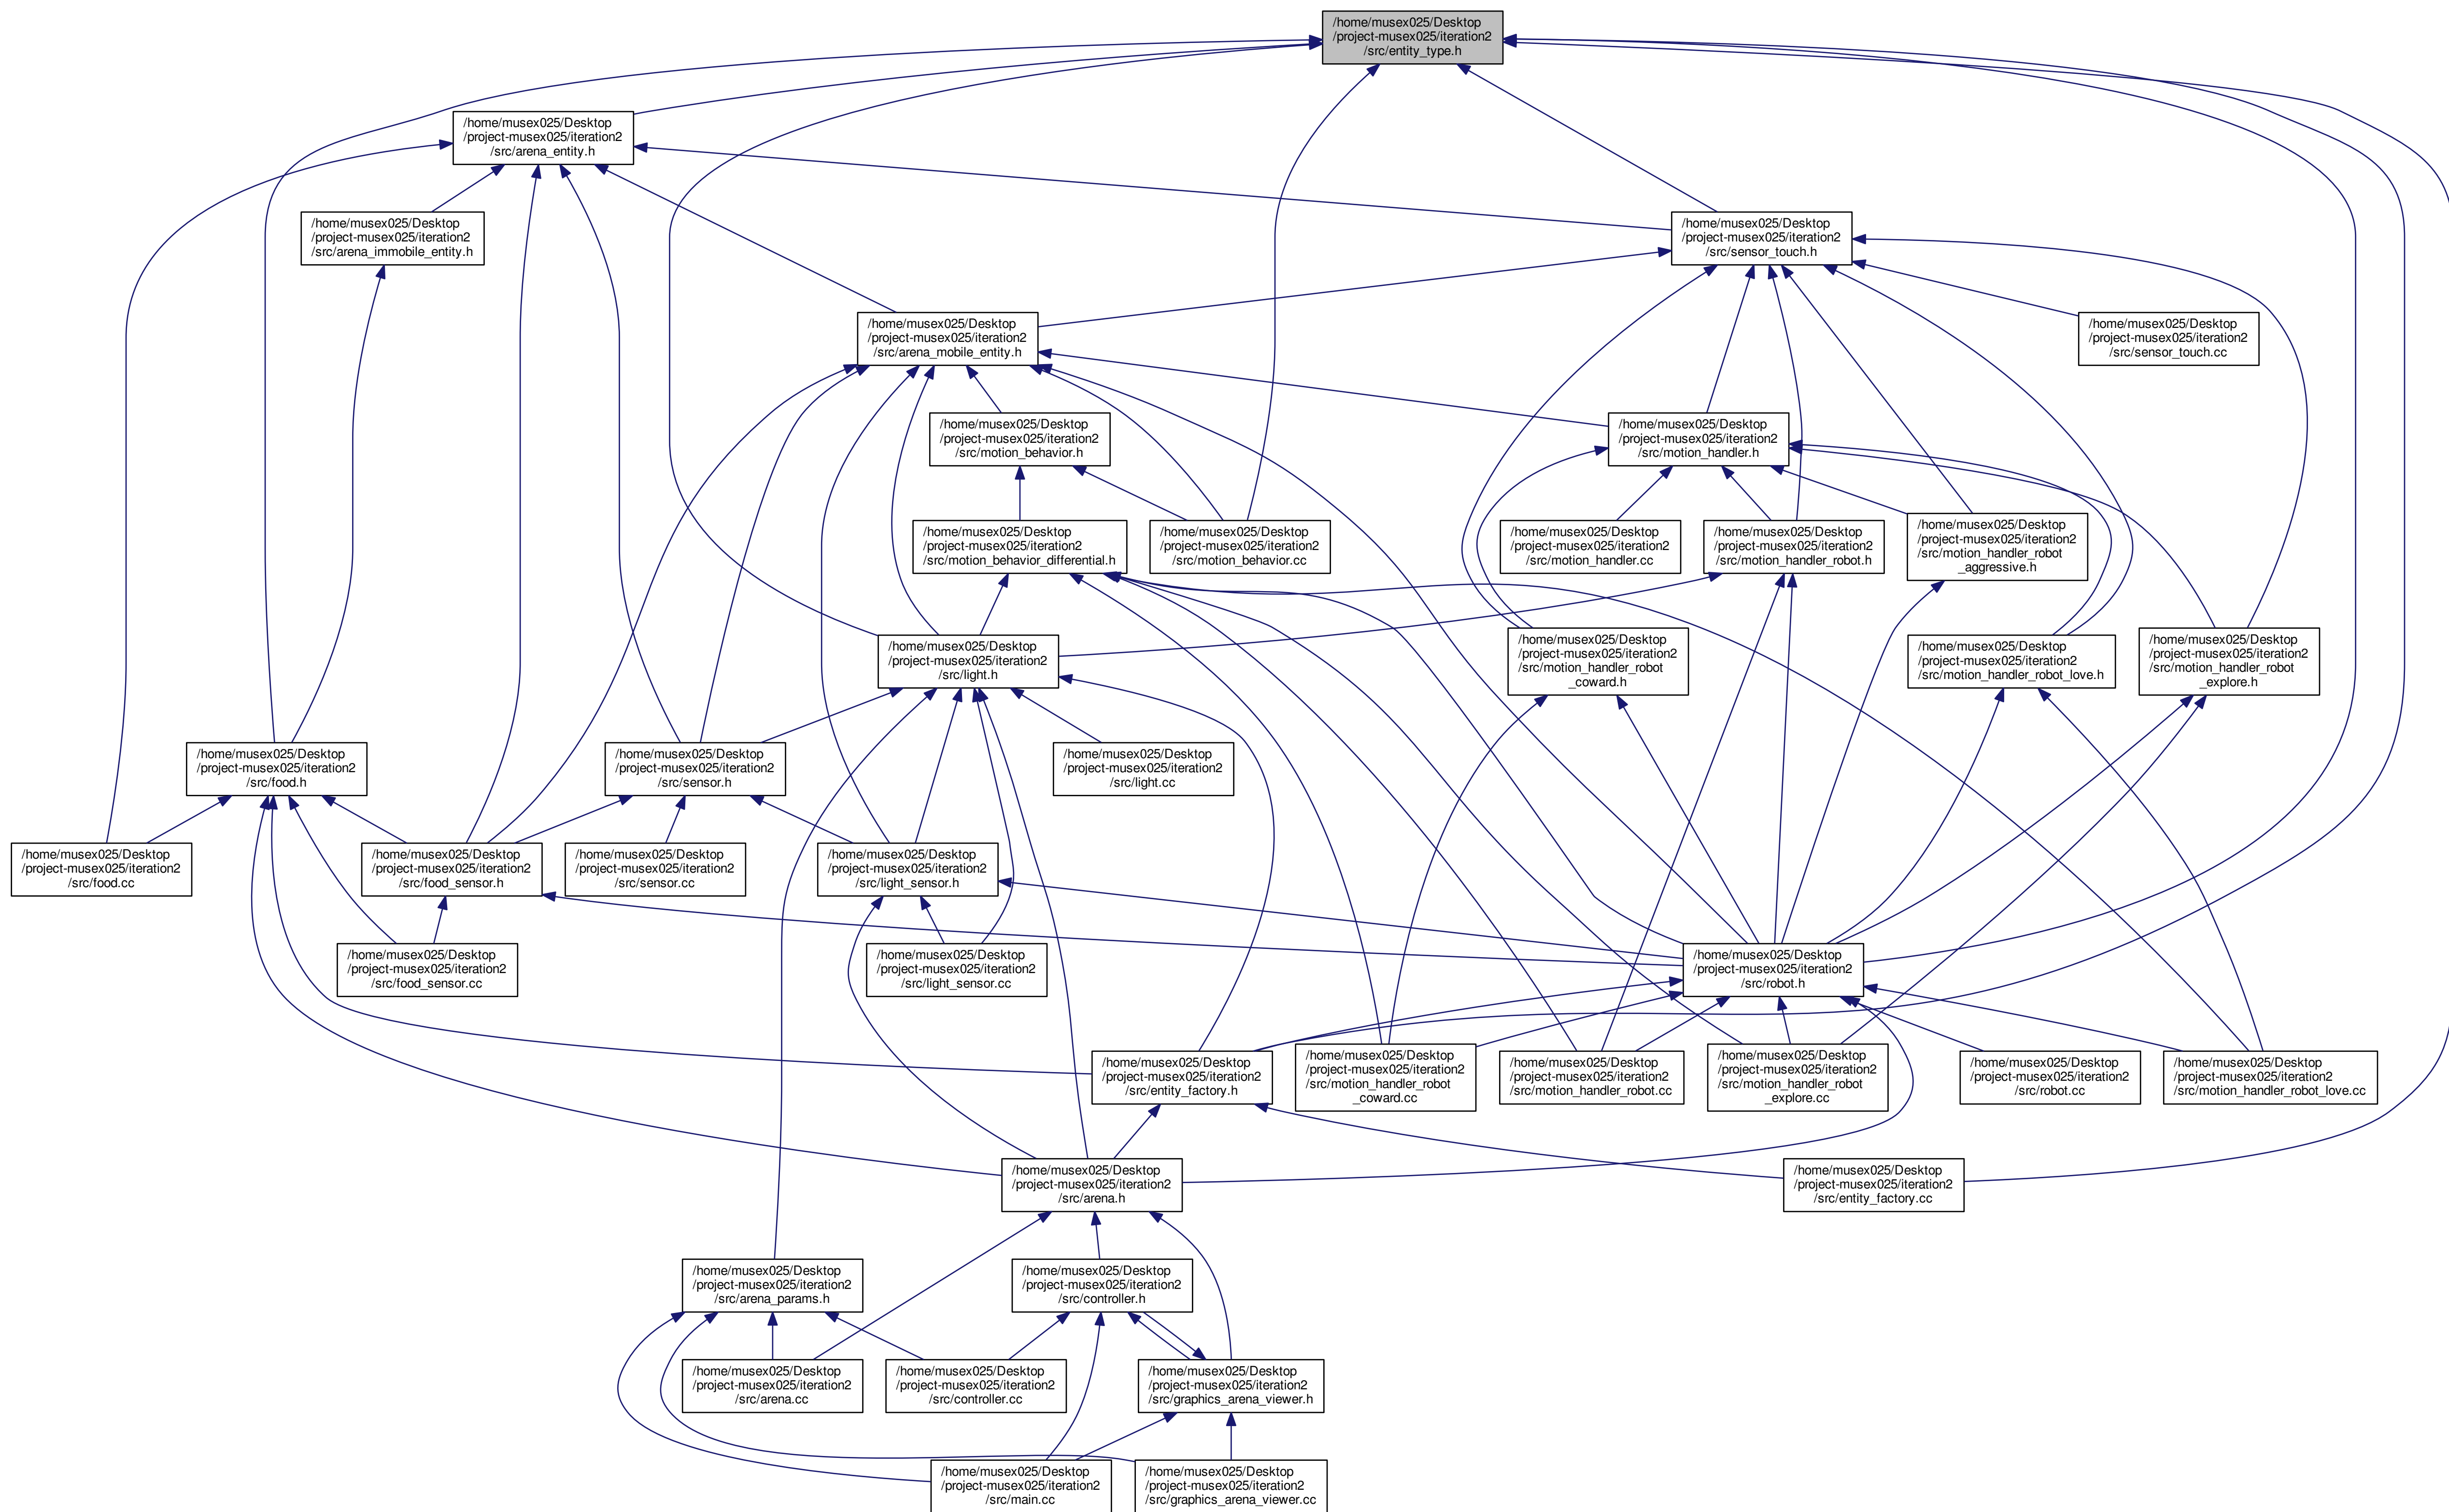 /home/musex025/Desktop
/project-musex025/iteration2
/src/entity_type.h
/home/musex025/Desktop
/project-musex025/iteration2
/src/arena_entity.h
/home/musex025/Desktop
/project-musex025/iteration2
/src/arena_immobile_entity.h
/home/musex025/Desktop
/project-musex025/iteration2
/src/sensor_touch.h
/home/musex025/Desktop
/project-musex025/iteration2
/src/arena_mobile_entity.h
/home/musex025/Desktop
/project-musex025/iteration2
/src/sensor_touch.cc
/home/musex025/Desktop
/project-musex025/iteration2
/src/motion_behavior.h
/home/musex025/Desktop
/project-musex025/iteration2
/src/motion_handler.h
/home/musex025/Desktop
/project-musex025/iteration2
/src/motion_behavior_differential.h
/home/musex025/Desktop
/project-musex025/iteration2
/src/motion_behavior.cc
/home/musex025/Desktop
/project-musex025/iteration2
/src/motion_handler.cc
/home/musex025/Desktop
/project-musex025/iteration2
/src/motion_handler_robot.h
/home/musex025/Desktop
/project-musex025/iteration2
/src/motion_handler_robot
_aggressive.h
/home/musex025/Desktop
/project-musex025/iteration2
/src/light.h
/home/musex025/Desktop
/project-musex025/iteration2
/src/motion_handler_robot
_coward.h
/home/musex025/Desktop
/project-musex025/iteration2
/src/motion_handler_robot_love.h
/home/musex025/Desktop
/project-musex025/iteration2
/src/motion_handler_robot
_explore.h
/home/musex025/Desktop
/project-musex025/iteration2
/src/food.h
/home/musex025/Desktop
/project-musex025/iteration2
/src/sensor.h
/home/musex025/Desktop
/project-musex025/iteration2
/src/light.cc
/home/musex025/Desktop
/project-musex025/iteration2
/src/food.cc
/home/musex025/Desktop
/project-musex025/iteration2
/src/food_sensor.h
/home/musex025/Desktop
/project-musex025/iteration2
/src/sensor.cc
/home/musex025/Desktop
/project-musex025/iteration2
/src/light_sensor.h
/home/musex025/Desktop
/project-musex025/iteration2
/src/food_sensor.cc
/home/musex025/Desktop
/project-musex025/iteration2
/src/light_sensor.cc
/home/musex025/Desktop
/project-musex025/iteration2
/src/robot.h
/home/musex025/Desktop
/project-musex025/iteration2
/src/entity_factory.h
/home/musex025/Desktop
/project-musex025/iteration2
/src/motion_handler_robot
_coward.cc
/home/musex025/Desktop
/project-musex025/iteration2
/src/motion_handler_robot.cc
/home/musex025/Desktop
/project-musex025/iteration2
/src/motion_handler_robot
_explore.cc
/home/musex025/Desktop
/project-musex025/iteration2
/src/robot.cc
/home/musex025/Desktop
/project-musex025/iteration2
/src/motion_handler_robot_love.cc
/home/musex025/Desktop
/project-musex025/iteration2
/src/arena.h
/home/musex025/Desktop
/project-musex025/iteration2
/src/entity_factory.cc
/home/musex025/Desktop
/project-musex025/iteration2
/src/arena_params.h
/home/musex025/Desktop
/project-musex025/iteration2
/src/controller.h
/home/musex025/Desktop
/project-musex025/iteration2
/src/arena.cc
/home/musex025/Desktop
/project-musex025/iteration2
/src/controller.cc
/home/musex025/Desktop
/project-musex025/iteration2
/src/graphics_arena_viewer.h
/home/musex025/Desktop
/project-musex025/iteration2
/src/main.cc
/home/musex025/Desktop
/project-musex025/iteration2
/src/graphics_arena_viewer.cc